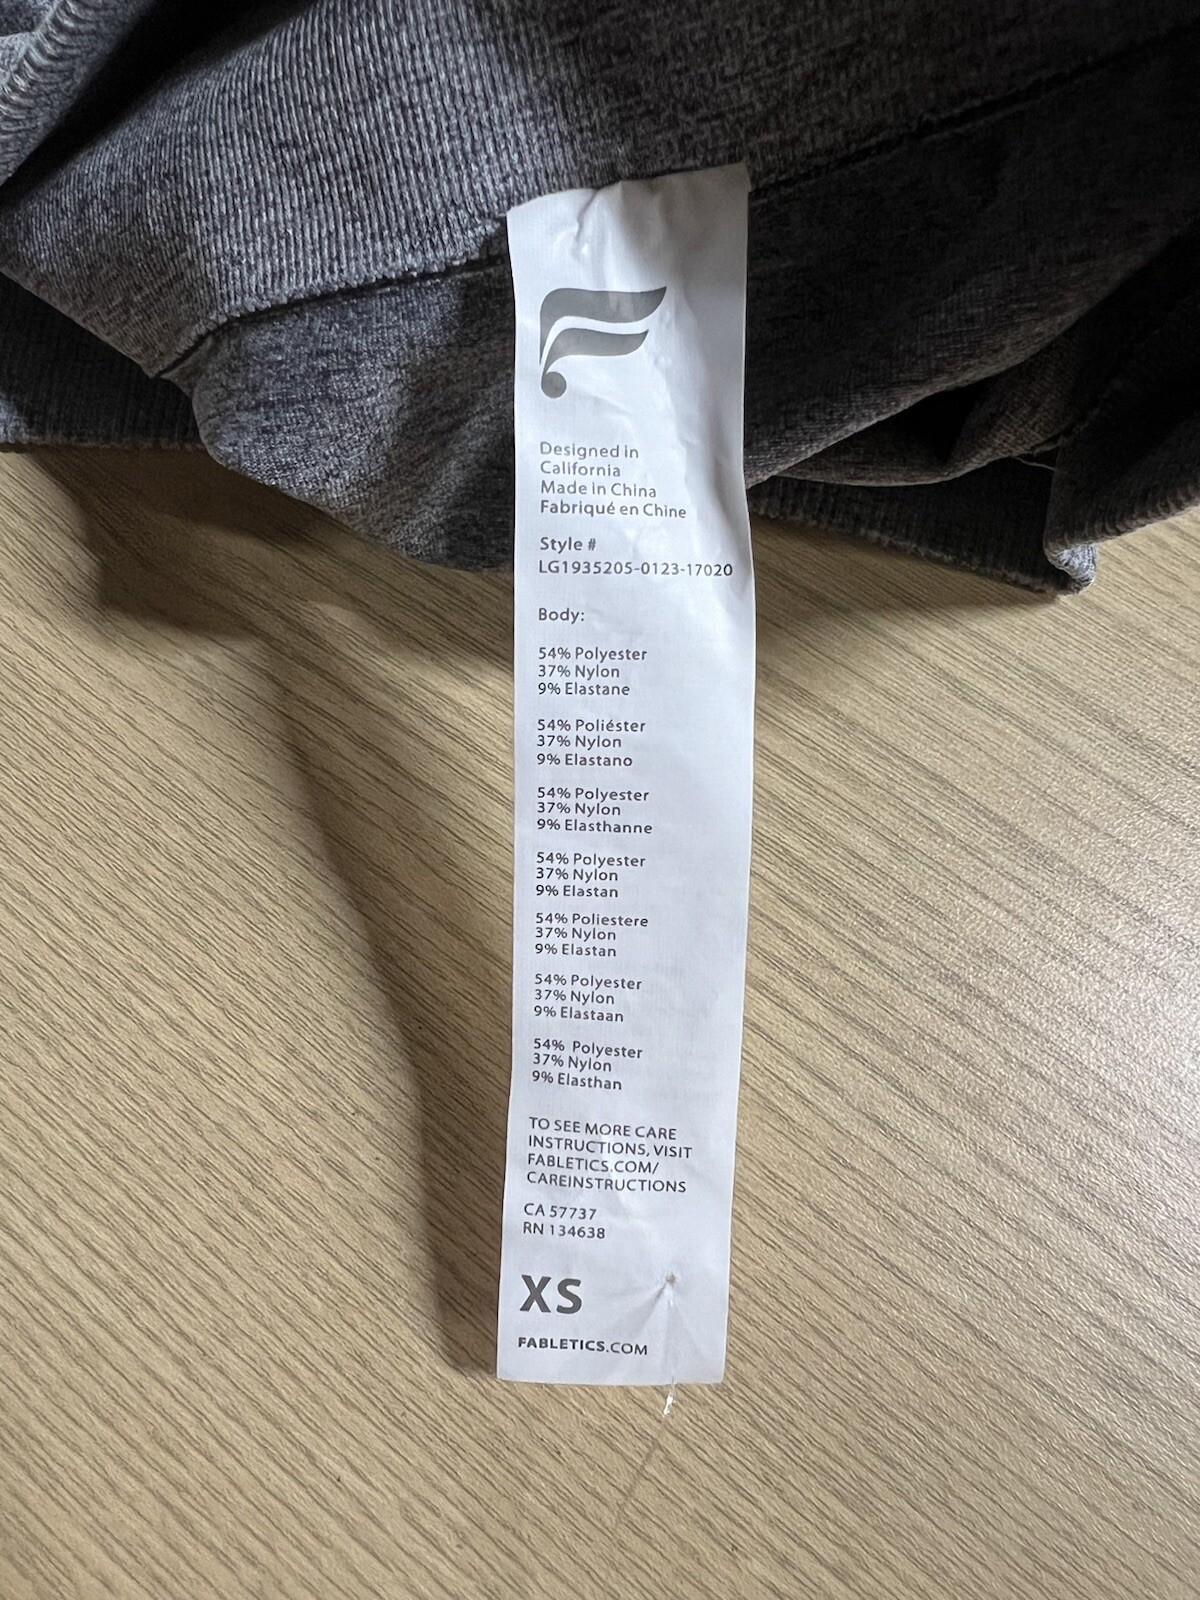 Designed in
California
Made in China
Fabriqué en Chine
Style #
LG1935205-0123-17020
Body:
54% Polyester
37% Nylon
9% Elastane
54% Poliéster
37% Nylon
9% Elastano
54% Polyester
37% Nylon
9% Elasthanne
54% Polyester
37% Nylon
9% Elastan
54% Poliestere
37% Nylon
9% Elastan
54% Polyester
37% Nylon
9% Elastaan
54% Polyester
37% Nylon
9% Elasthan
TO SEE MORE CARE
INSTRUCTIONS, VISIT
FABLETICS.COM/
CAREINSTRUCTIONS
CA 57737
RN 134638
XS
FABLETICS.COM